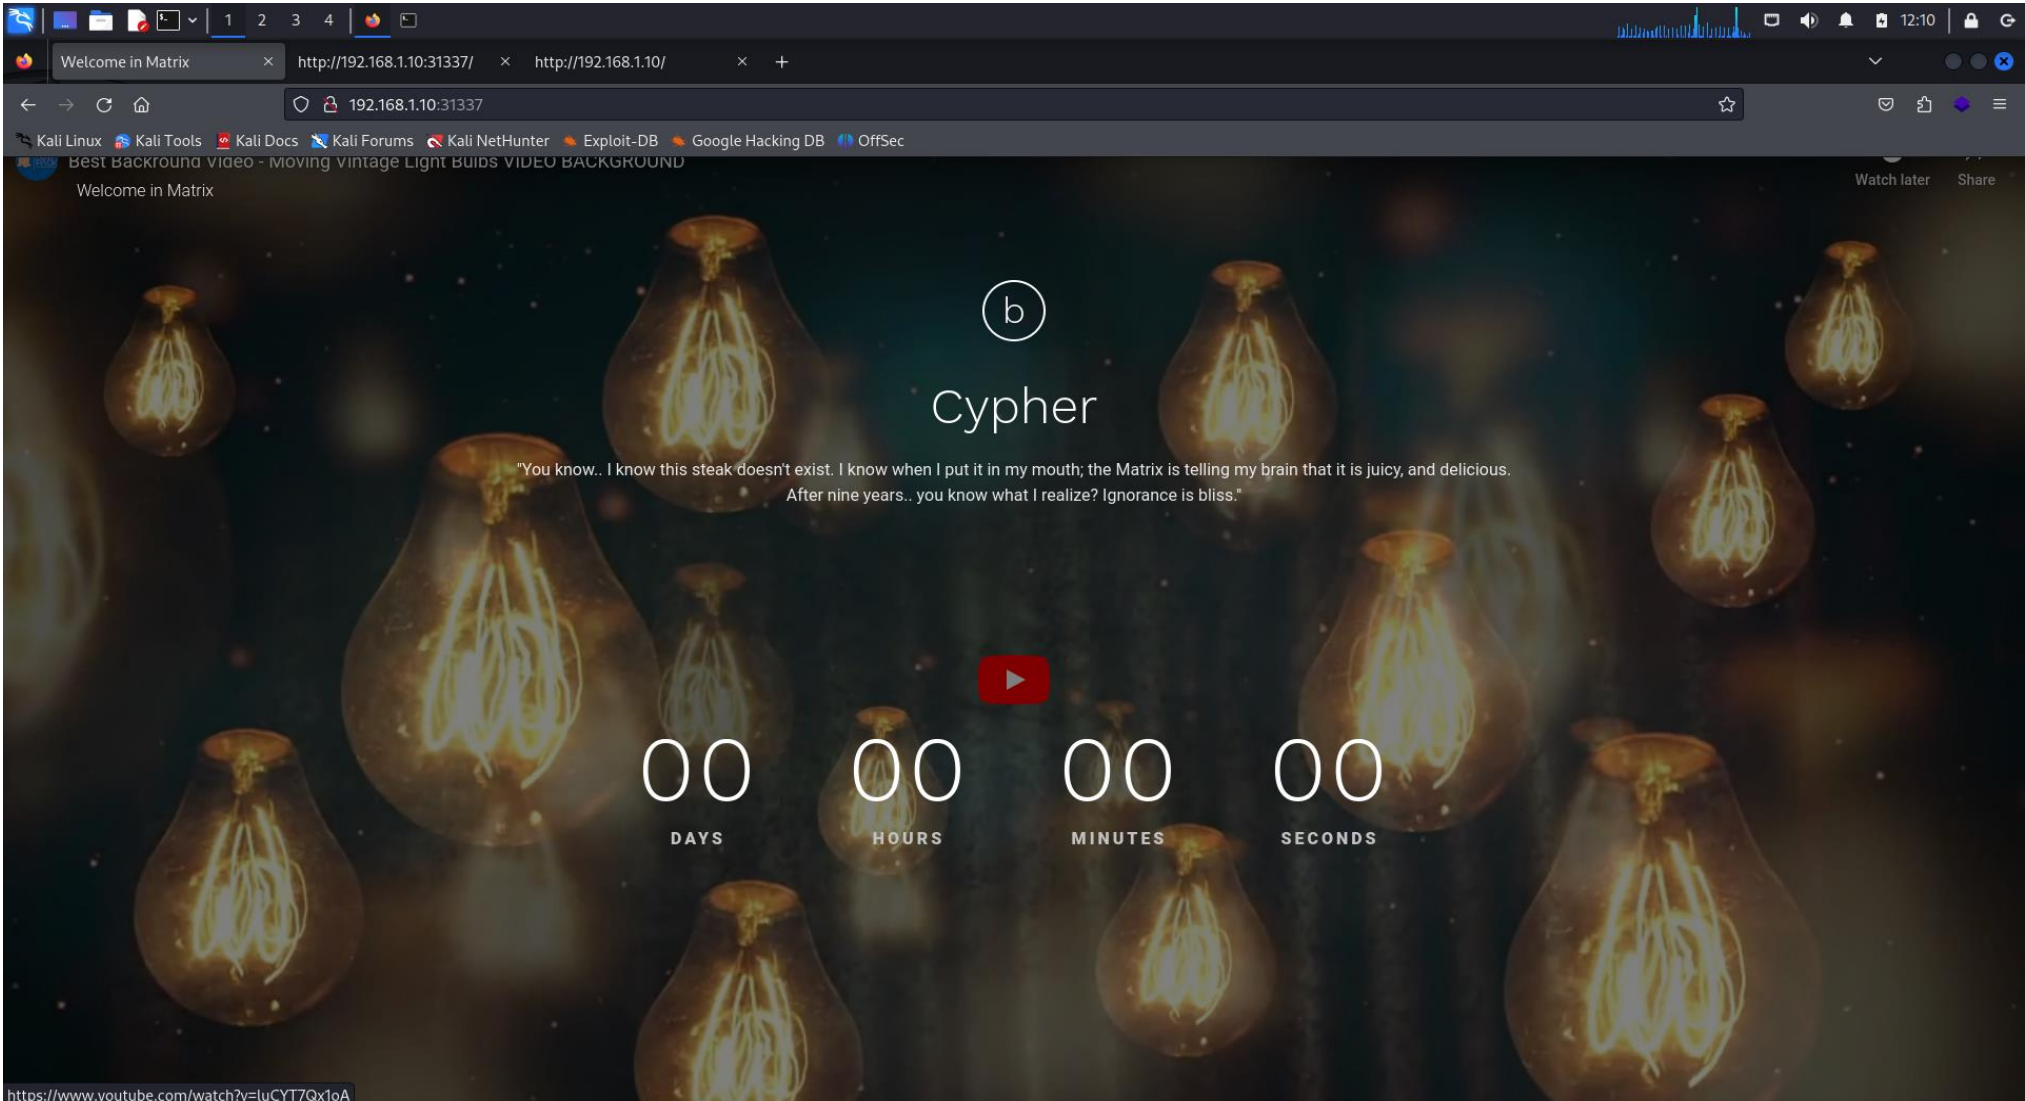 1 2 3 4 12:10
Welcome in Matrix http://192.168.1.10:31337/ http://192.168.1.10/
192.168.1.10:31337
Kali Linux Kali Tools Kali Docs Kali Forums Kali NetHunter Exploit-DB Google Hacking DB OffSec
Best Backround Video - Moving Vintage Light Bulbs VIDEO BACKGROUND
Watch later Share
Welcome in Matrix
b
Cypher
"You know.. I know this steak doesn't exist. I know when I put it in my mouth; the Matrix is telling my brain that it is juicy, and delicious.
After nine years.. you know what I realize? Ignorance is bliss."
00 00 00 00
DAYS HOURS MINUTES SECONDS
https://www.youtube.com/watch?v=luCYT7Qx1oA